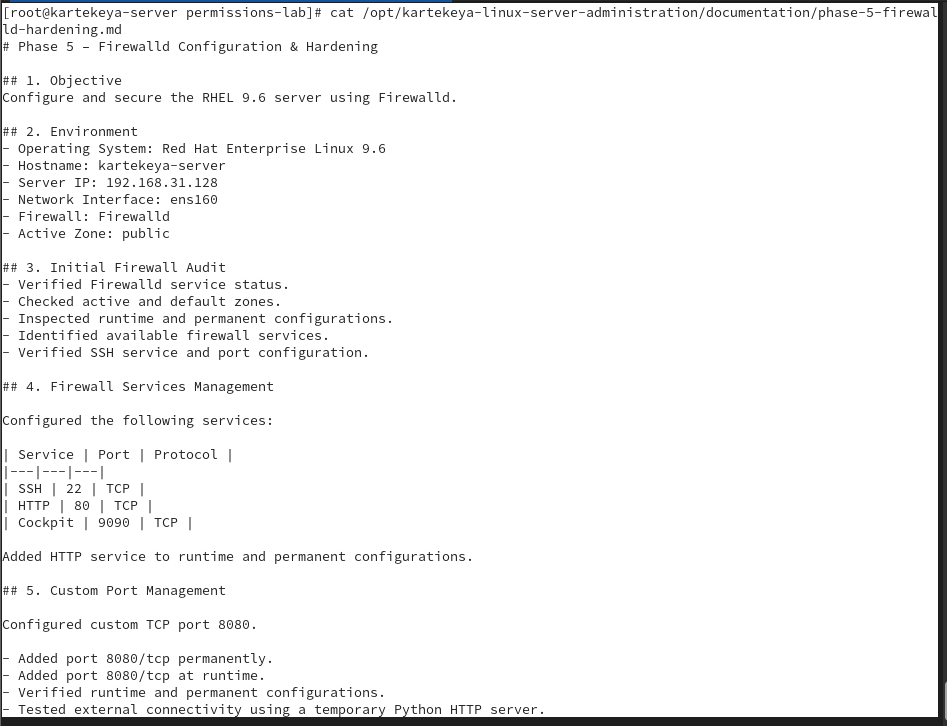 [root@kartekeya-server permissions-lab]# cat /opt/kartekeya-linux-server-administration/documentation/phase-5-firewal
ld-hardening.md
# Phase 5 – Firewalld Configuration & Hardening
## 1. Objective
Configure and secure the RHEL 9.6 server using Firewalld.
## 2. Environment
- Operating System: Red Hat Enterprise Linux 9.6
- Hostname: kartekeya-server
- Server IP: 192.168.31.128
- Network Interface: ens160
- Firewall: Firewalld
- Active Zone: public
## 3. Initial Firewall Audit
- Verified Firewalld service status.
- Checked active and default zones.
- Inspected runtime and permanent configurations.
- Identified available firewall services.
- Verified SSH service and port configuration.
## 4. Firewall Services Management
Configured the following services:
| Service | Port | Protocol |
|---|---|---|
| SSH | 22 | TCP |
| HTTP | 80 | TCP |
| Cockpit | 9090 | TCP |
Added HTTP service to runtime and permanent configurations.
## 5. Custom Port Management
Configured custom TCP port 8080.
- Added port 8080/tcp permanently.
- Added port 8080/tcp at runtime.
- Verified runtime and permanent configurations.
- Tested external connectivity using a temporary Python HTTP server.